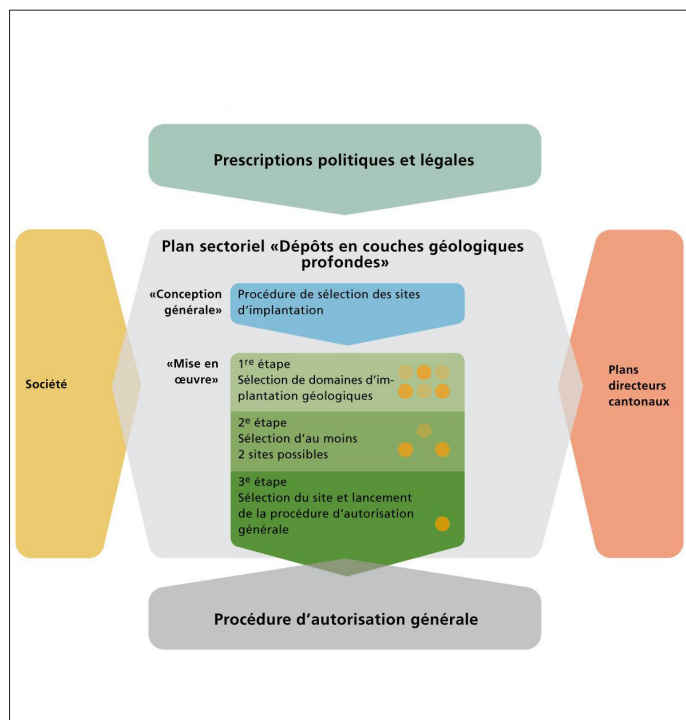 Prescriptions politiques et légales
Plan sectoriel «Dépôts en couches géologiques
profondes»
«Conception
générale»
Procédure de sélection des sites
d'implantation
«Mise en
œuvre»
1re étape
Sélection de domaines d'im-
plantation géologiques
2e étape
Sélection d'au moins
2 sites possibles
3e étape
Sélection du site et lancement
de la procédure d'autorisation
générale
Société
Plans
directeurs
cantonaux
Procédure d'autorisation générale